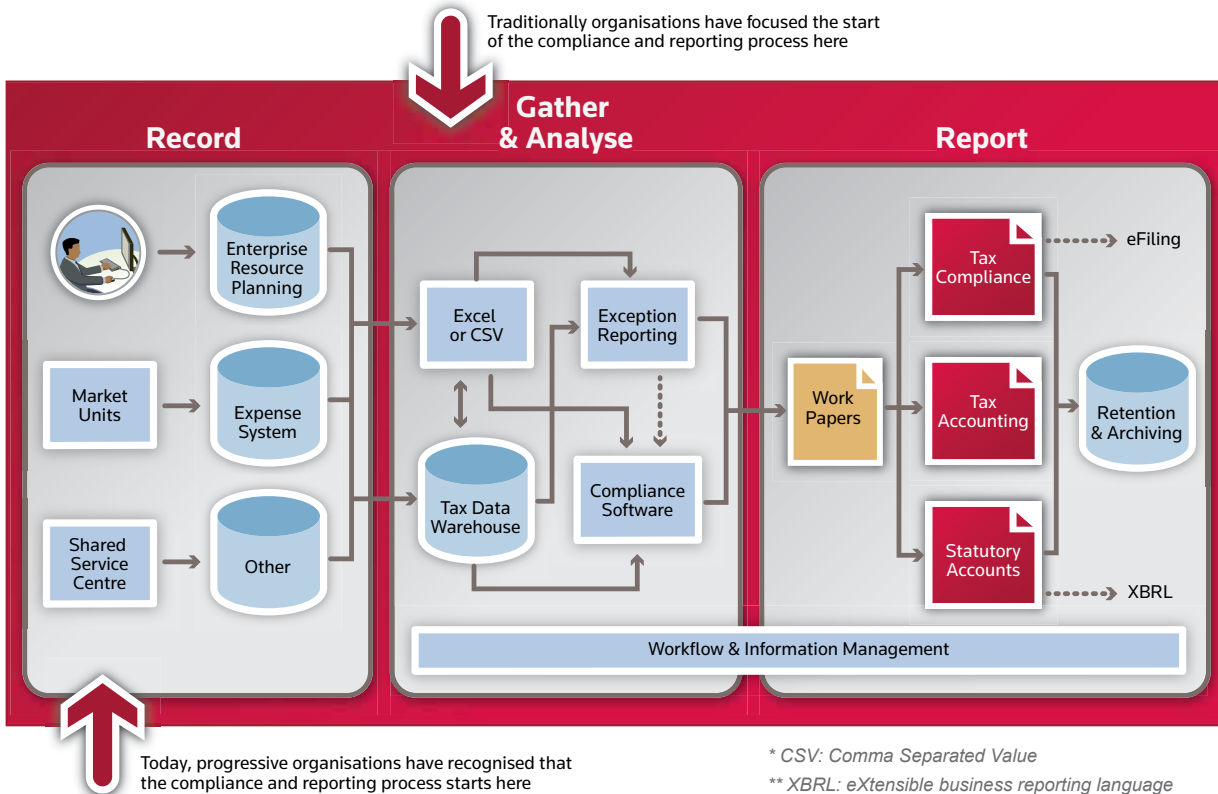 Traditionally organisations have focused the start
of the compliance and reporting process here
Record
Gather
& Analyse
Report
Enterprise
Resource
Planning
Market
Units
Expense
System
Shared
Service
Centre
Other
Excel
or CSV
Exception
Reporting
Tax Data
Warehouse
Compliance
Software
Work
Papers
Tax
Compliance
eFiling
Tax
Accounting
Retention
& Archiving
Statutory
Accounts
XBRL
Workflow & Information Management
Today, progressive organisations have recognised that
the compliance and reporting process starts here
* CSV: Comma Separated Value
** XBRL: eXtensible business reporting language